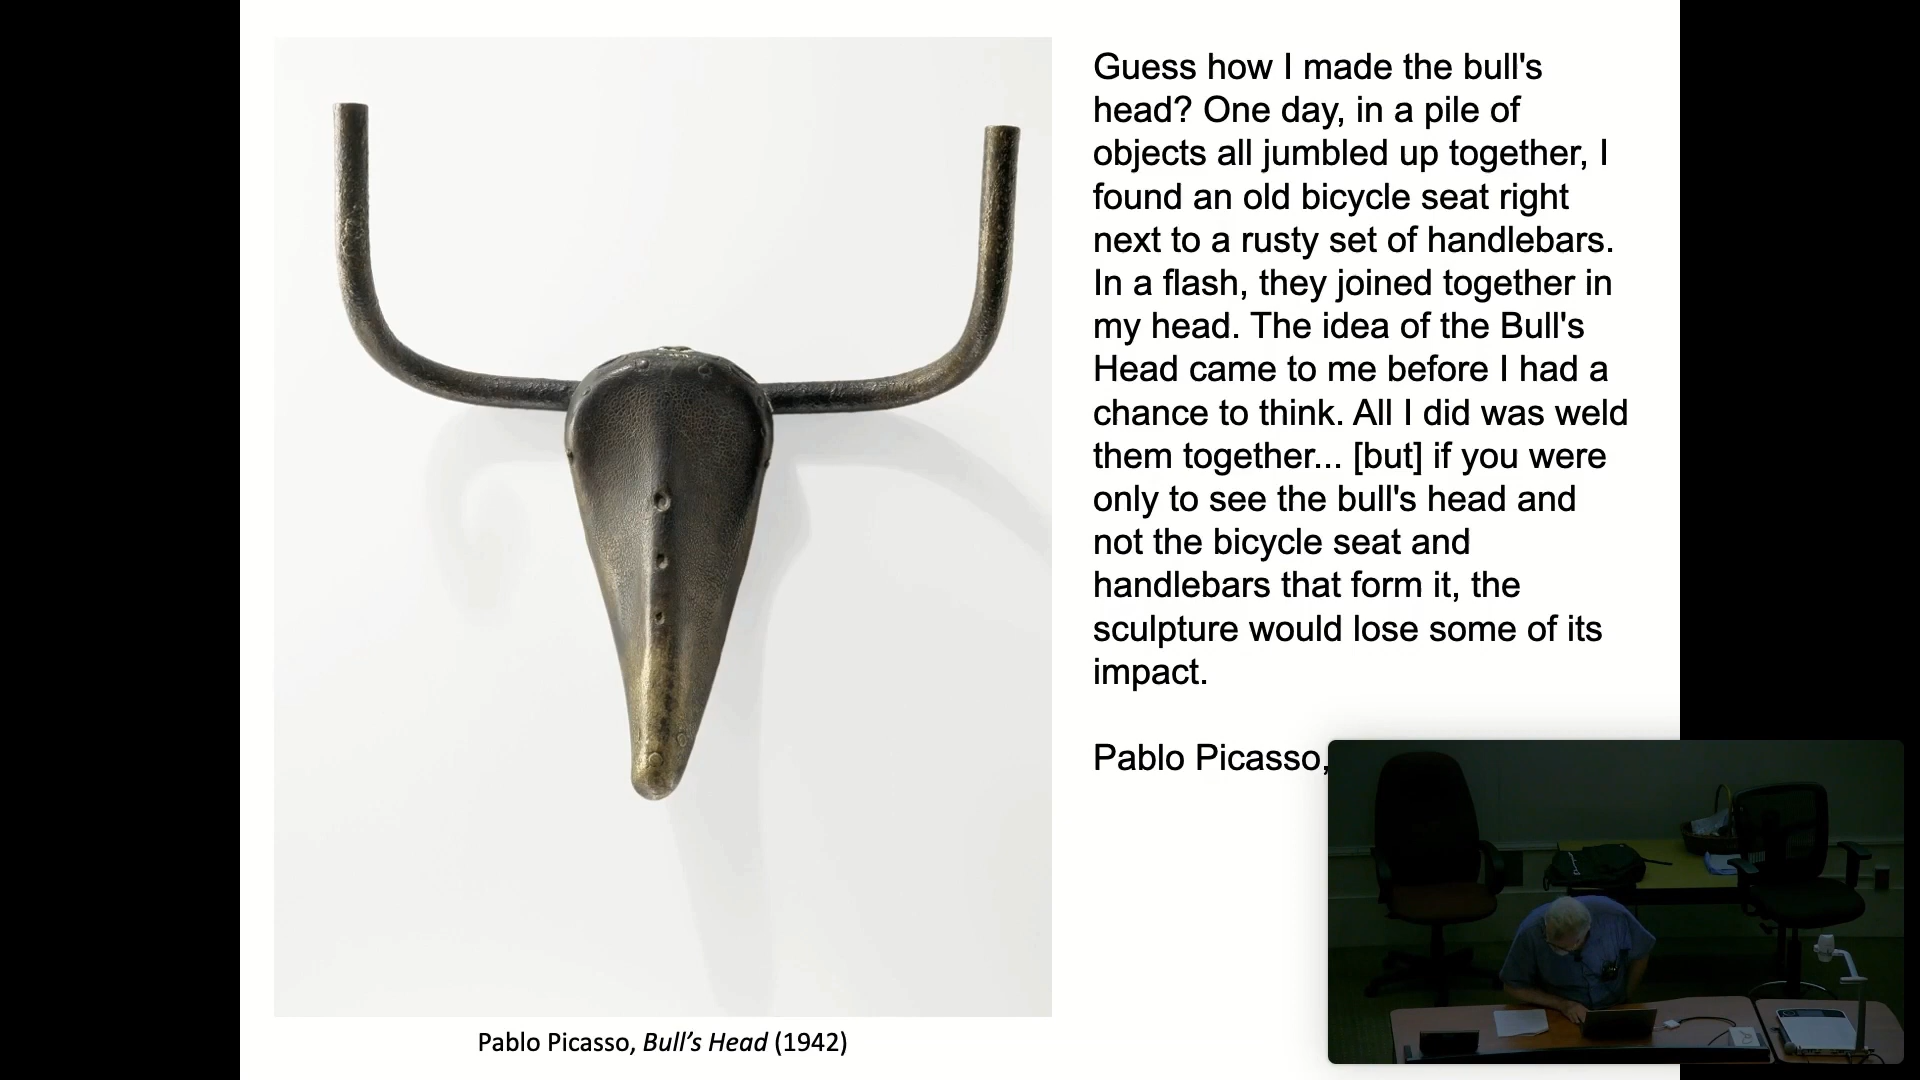 Guess how I made the bull's
head? One day, in a pile of
objects all jumbled up together, I
found an old bicycle seat right
next to a rusty set of handlebars.
In a flash, they joined together in
my head. The idea of the Bull's
Head came to me before I had a
chance to think. All I did was weld
them together... [but] if you were
only to see the bull's head and
not the bicycle seat and
handlebars that form it, the
sculpture would lose some of its
impact.
Pablo Picasso,
Pablo Picasso, Bull’s Head (1942)